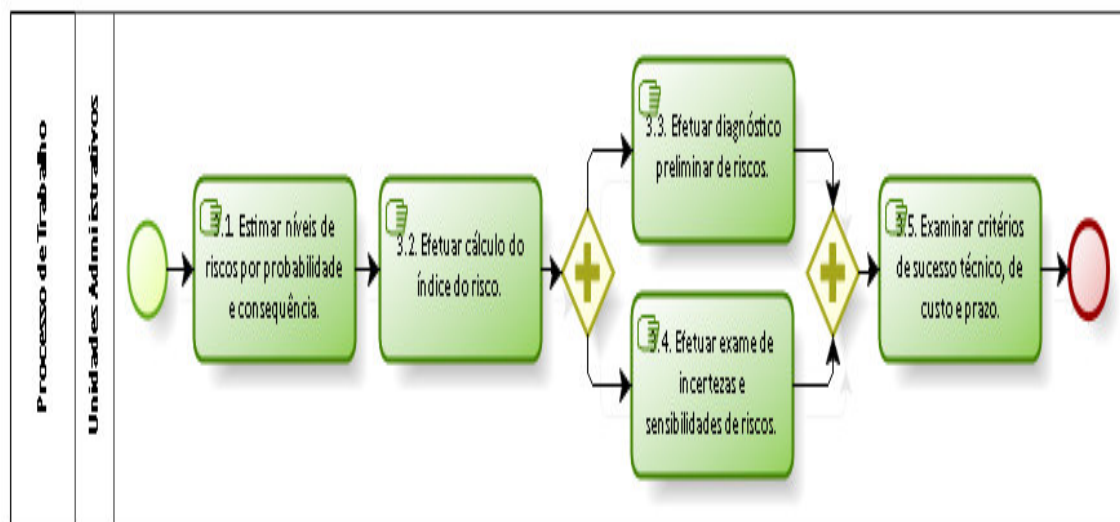 Processo de Trabalho
Unidades Admiistrativos
3.1. Estimar níveis de
riscos por probabilidade
e consequência.
3.2. Efetuar cálculo do
índice do risco.
3.3. Efetuar diagnóstico
preliminar de riscos.
3.4. Efetuar exame de
incertezas e
sensibilidades de riscos.
3.5. Examinar critérios
de sucesso técnico, de
custo e prazo.